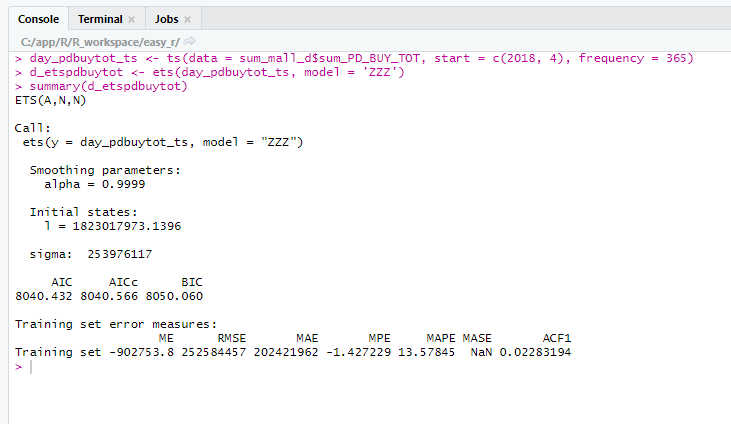 Console Terminal × Jobs ×
C:/app/R/R_workspace/easy_r/
> day_pdbuytot_ts <- ts(data = sum_mall_d$sum_PD_BUY_TOT, start = c(2018, 4), frequency = 365)
> d_etspdbuytot <- ets(day_pdbuytot_ts, model = 'ZZZ')
> summary(d_etspdbuytot)
ETS(A,N,N)
Call:
ets(y = day_pdbuytot_ts, model = "ZZZ")
Smoothing parameters:
alpha = 0.9999
Initial states:
l = 1823017973.1396
sigma: 253976117
AIC AICc BIC
8040.432 8040.566 8050.060
Training set error measures:
ME RMSE MAE MPE MAPE MASE ACF1
Training set -902753.8 252584457 202421962 -1.427229 13.57845 NaN 0.02283194
>